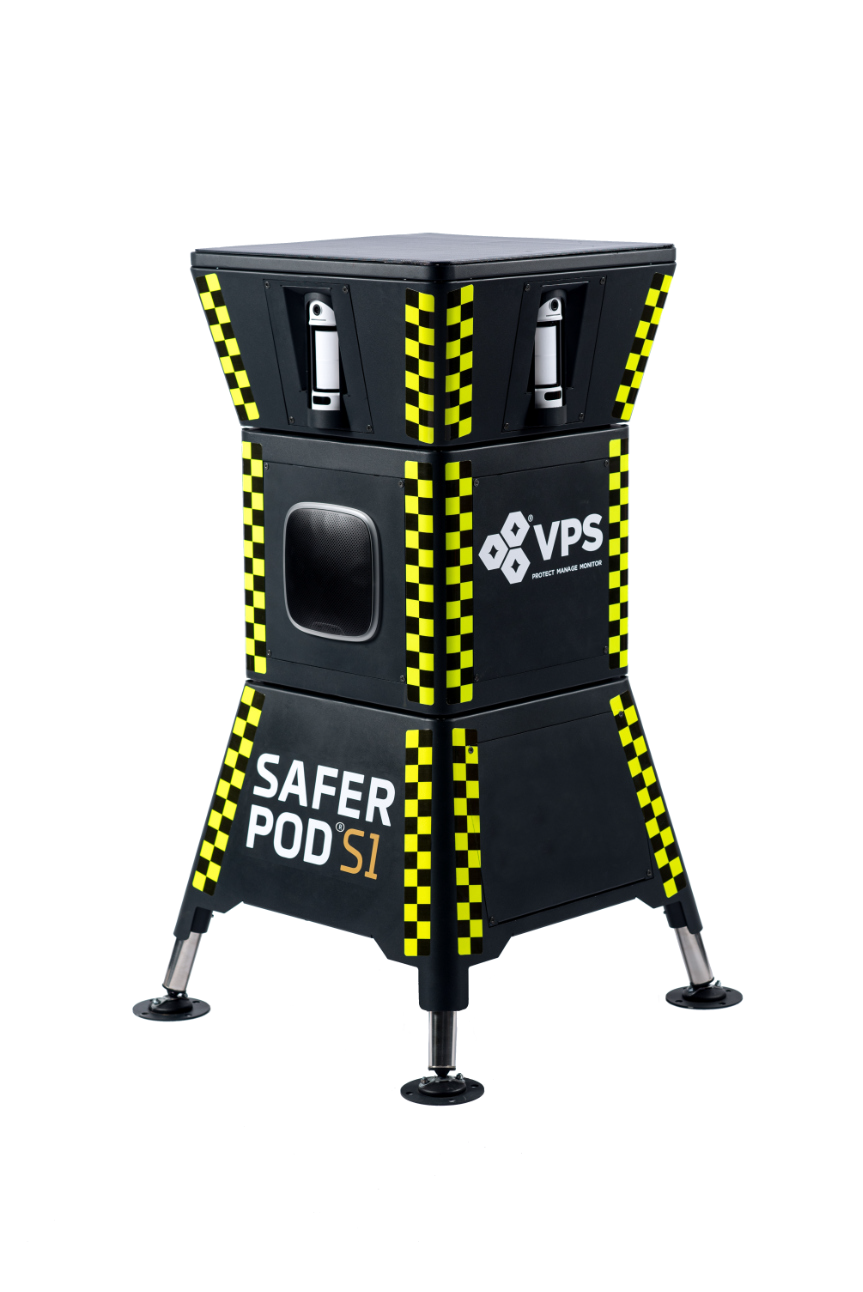 ®
VPS
PROTECT MANAGE MONITOR
SAFER
POD® S1